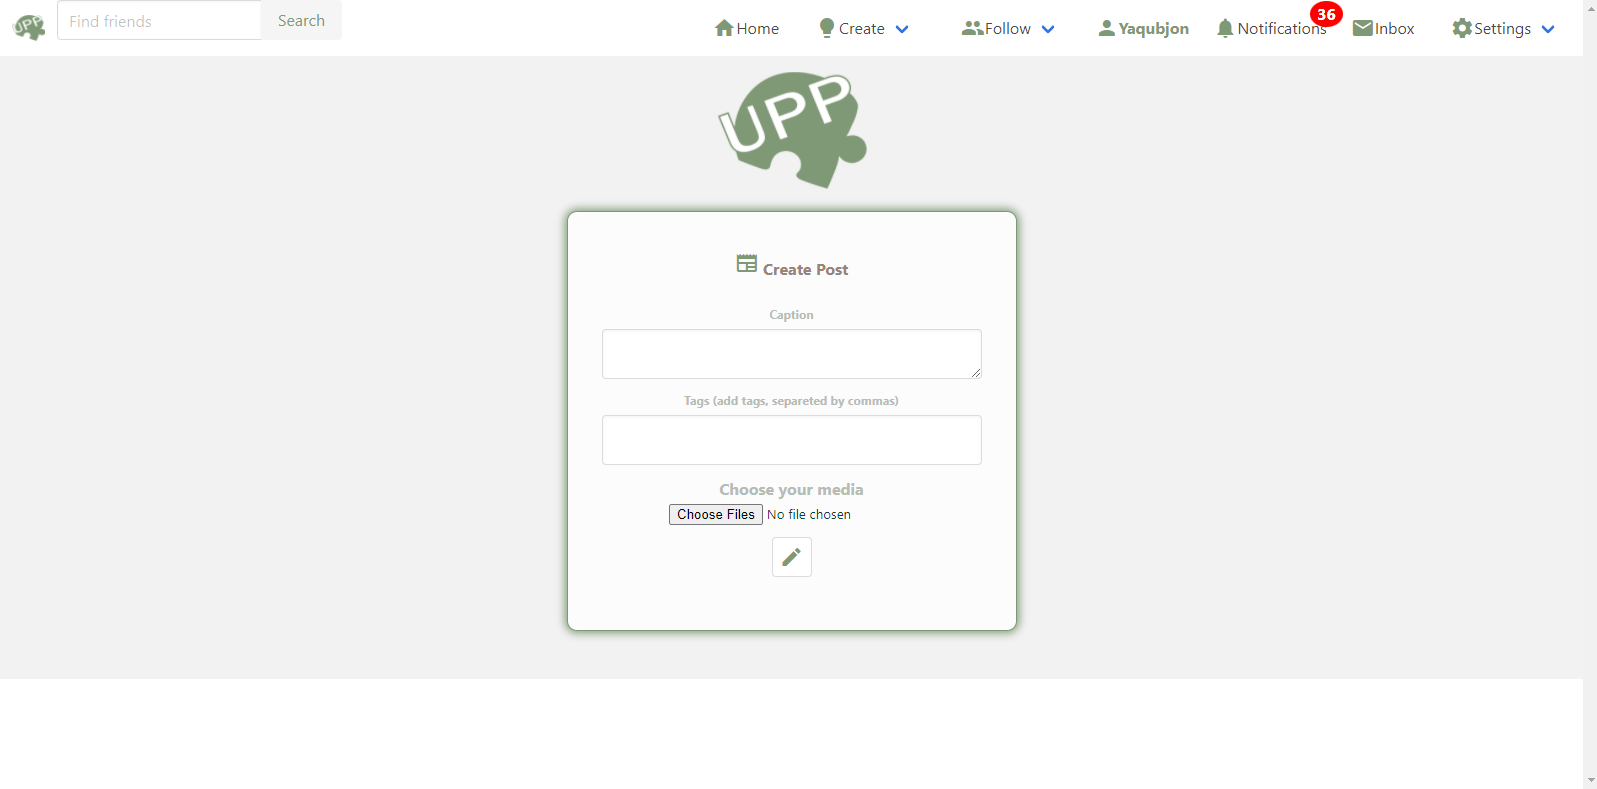 UPP Find friends Search Home Create Follow Yaqubjon Notifications 36 Inbox Settings
UPP
Create Post
Caption
Tags (add tags, separeted by commas)
Choose your media
Choose Files No file chosen